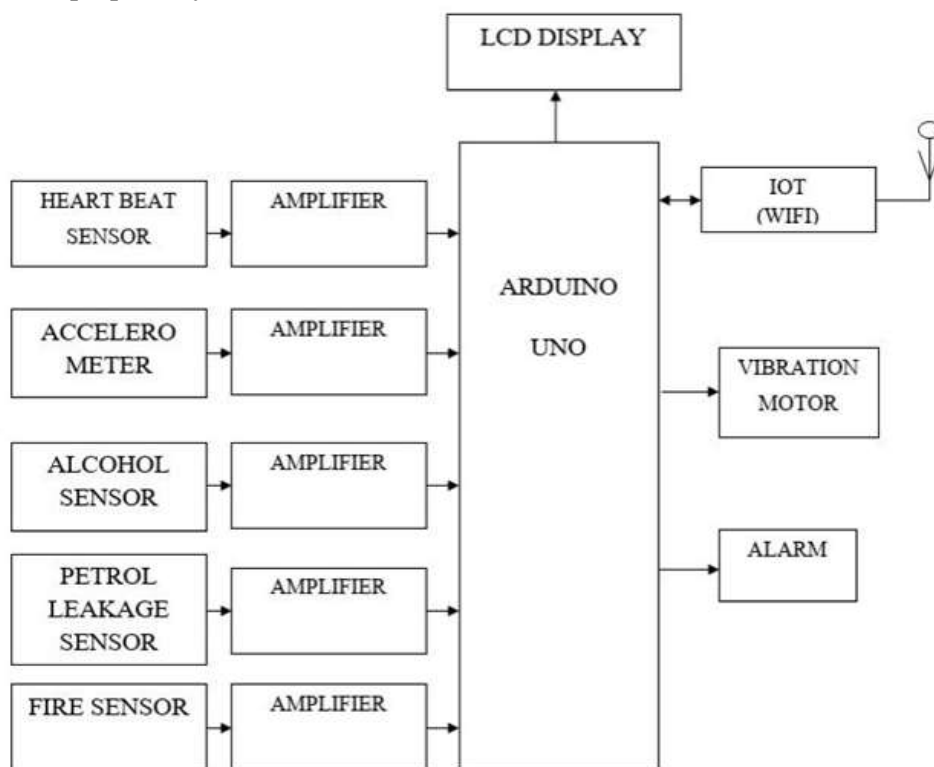 LCD DISPLAY
HEART BEAT
SENSOR
AMPLIFIER
IOT
(WIFI)
ARDUINO
UNO
ACCELERO
METER
AMPLIFIER
VIBRATION
MOTOR
ALCOHOL
SENSOR
AMPLIFIER
ALARM
PETROL
LEAKAGE
SENSOR
AMPLIFIER
FIRE SENSOR
AMPLIFIER